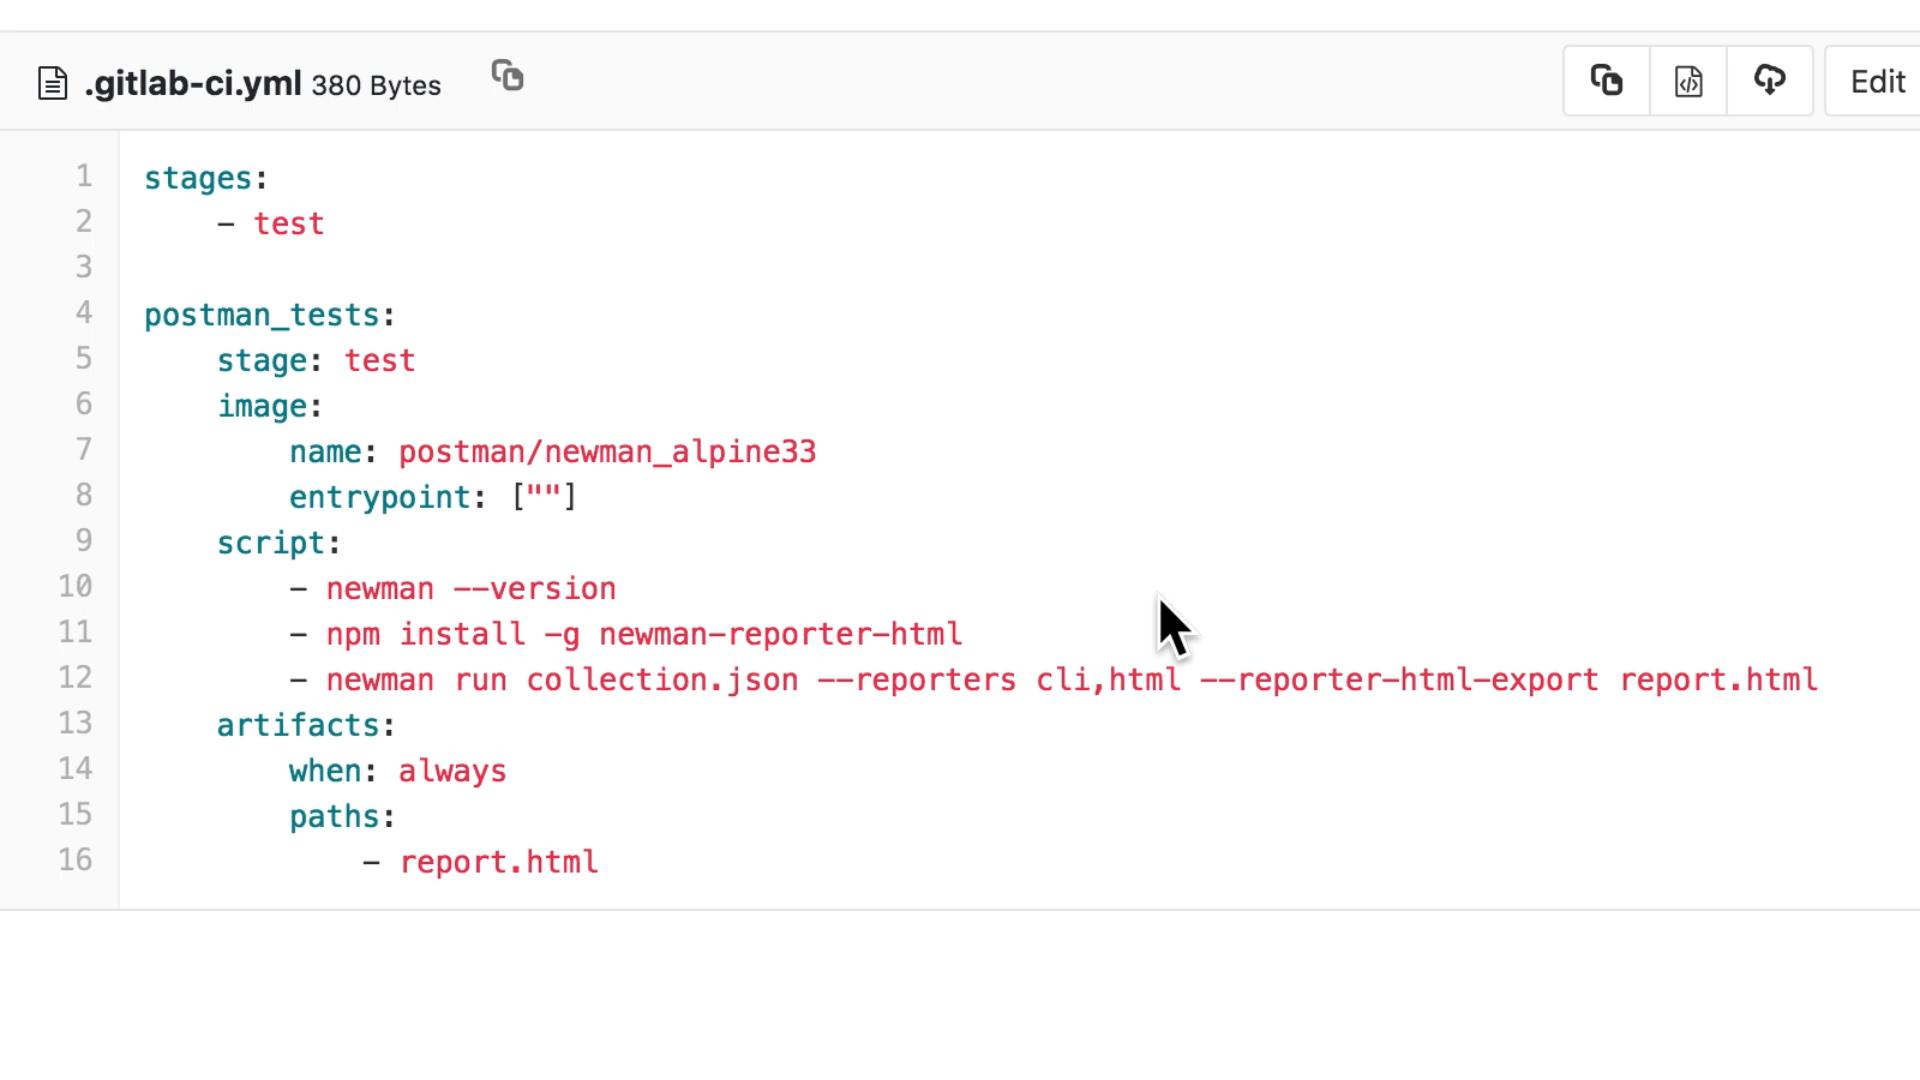 .gitlab-ci.yml 380 Bytes
Edit
1 stages:
2 - test
3
4 postman_tests:
5 stage: test
6 image:
7 name: postman/newman_alpine33
8 entrypoint: [""]
9 script:
10 - newman --version
11 - npm install -g newman-reporter-html
12 - newman run collection.json --reporters cli,html --reporter-html-export report.html
13 artifacts:
14 when: always
15 paths:
16 - report.html